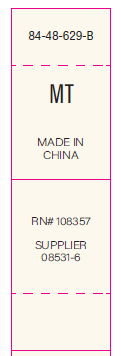 84-48-629-B
MT
MADE IN
CHINA
RN# 108357
SUPPLIER
08531-6